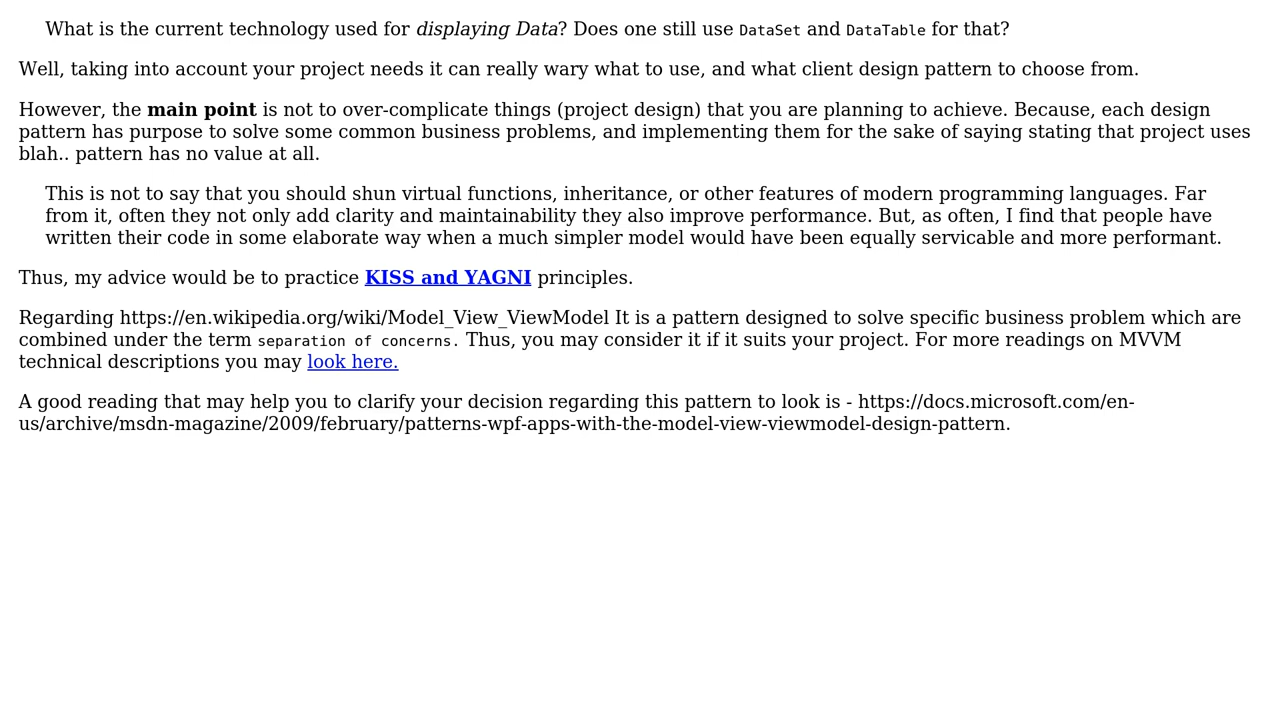 What is the current technology used for displaying Data? Does one still use DataSet and DataTable for that?
Well, taking into account your project needs it can really wary what to use, and what client design pattern to choose from.
However, the main point is not to over-complicate things (project design) that you are planning to achieve. Because, each design
pattern has purpose to solve some common business problems, and implementing them for the sake of saying stating that project uses
blah.. pattern has no value at all.
This is not to say that you should shun virtual functions, inheritance, or other features of modern programming languages. Far
from it, often they not only add clarity and maintainability they also improve performance. But, as often, I find that people have
written their code in some elaborate way when a much simpler model would have been equally servicable and more performant.
Thus, my advice would be to practice KISS and YAGNI principles.
Regarding https://en.wikipedia.org/wiki/Model_View_ViewModel It is a pattern designed to solve specific business problem which are
combined under the term separation of concerns. Thus, you may consider it if it suits your project. For more readings on MVVM
technical descriptions you may look here.
A good reading that may help you to clarify your decision regarding this pattern to look is - https://docs.microsoft.com/en-
us/archive/msdn-magazine/2009/february/patterns-wpf-apps-with-the-model-view-viewmodel-design-pattern.